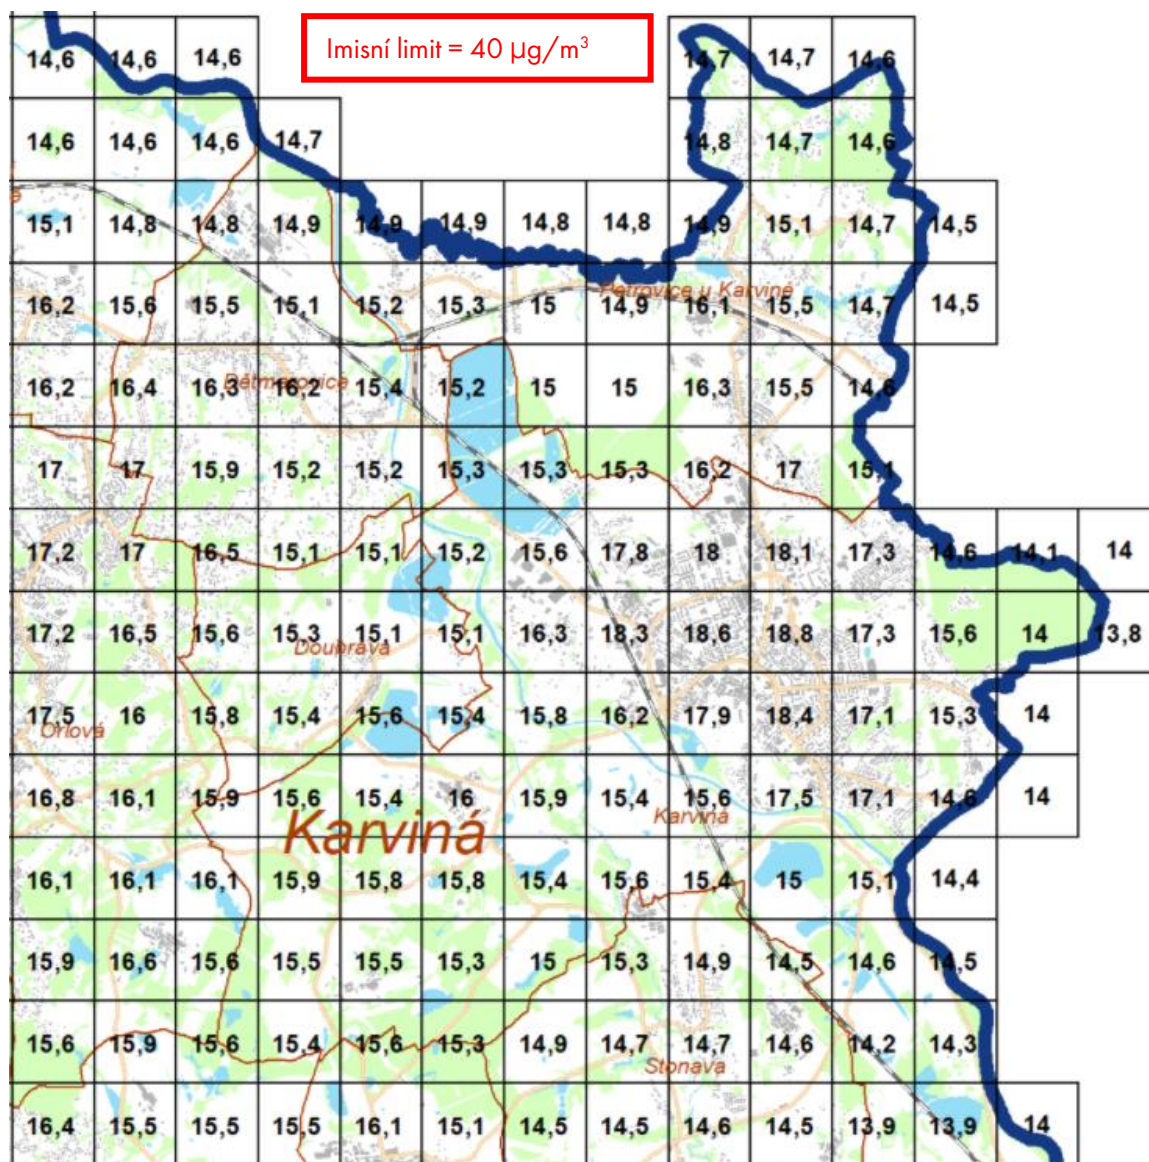 Imisní limit = 40 µg/m³
14,6 14,6 14,6 14,7 14,7 14,6
14,6 14,6 14,6 14,7 14,8 14,7 14,6
15,1 14,8 14,8 14,9 14,9 14,9 14,8 14,8 14,9 15,1 14,7 14,5
Petrovice u Karviné
16,2 15,6 15,5 15,1 15,2 15,3 15 14,9 16,1 15,5 14,7 14,5
Dětmarovice
16,2 16,4 16,3 16,2 15,4 15,2 15 15 16,3 15,5 14,6
17 17 15,9 15,2 15,2 15,3 15,3 15,3 16,2 17 15,1
17,2 17 16,5 15,1 15,1 15,2 15,6 17,8 18 18,1 17,3 14,6 14,1 14
17,2 16,5 15,6 15,3 15,1 15,1 16,3 18,3 18,6 18,8 17,3 15,6 14 13,8
Doubrava
17,5 16 15,8 15,4 15,6 15,4 15,8 16,2 17,9 18,4 17,1 15,3 14
Orlová
16,8 16,1 15,9 15,6 15,4 16 15,9 15,4 15,6 17,5 17,1 14,6 14
Karviná
Karviná
16,1 16,1 16,1 15,9 15,8 15,8 15,4 15,6 15,4 15 15,1 14,4
15,9 16,6 15,6 15,5 15,5 15,3 15 15,3 14,9 14,5 14,6 14,5
15,6 15,9 15,6 15,4 15,6 15,3 14,9 14,7 14,7 14,6 14,2 14,3
Stonava
16,4 15,5 15,5 15,5 16,1 15,1 14,5 14,5 14,6 14,5 13,9 13,9 14